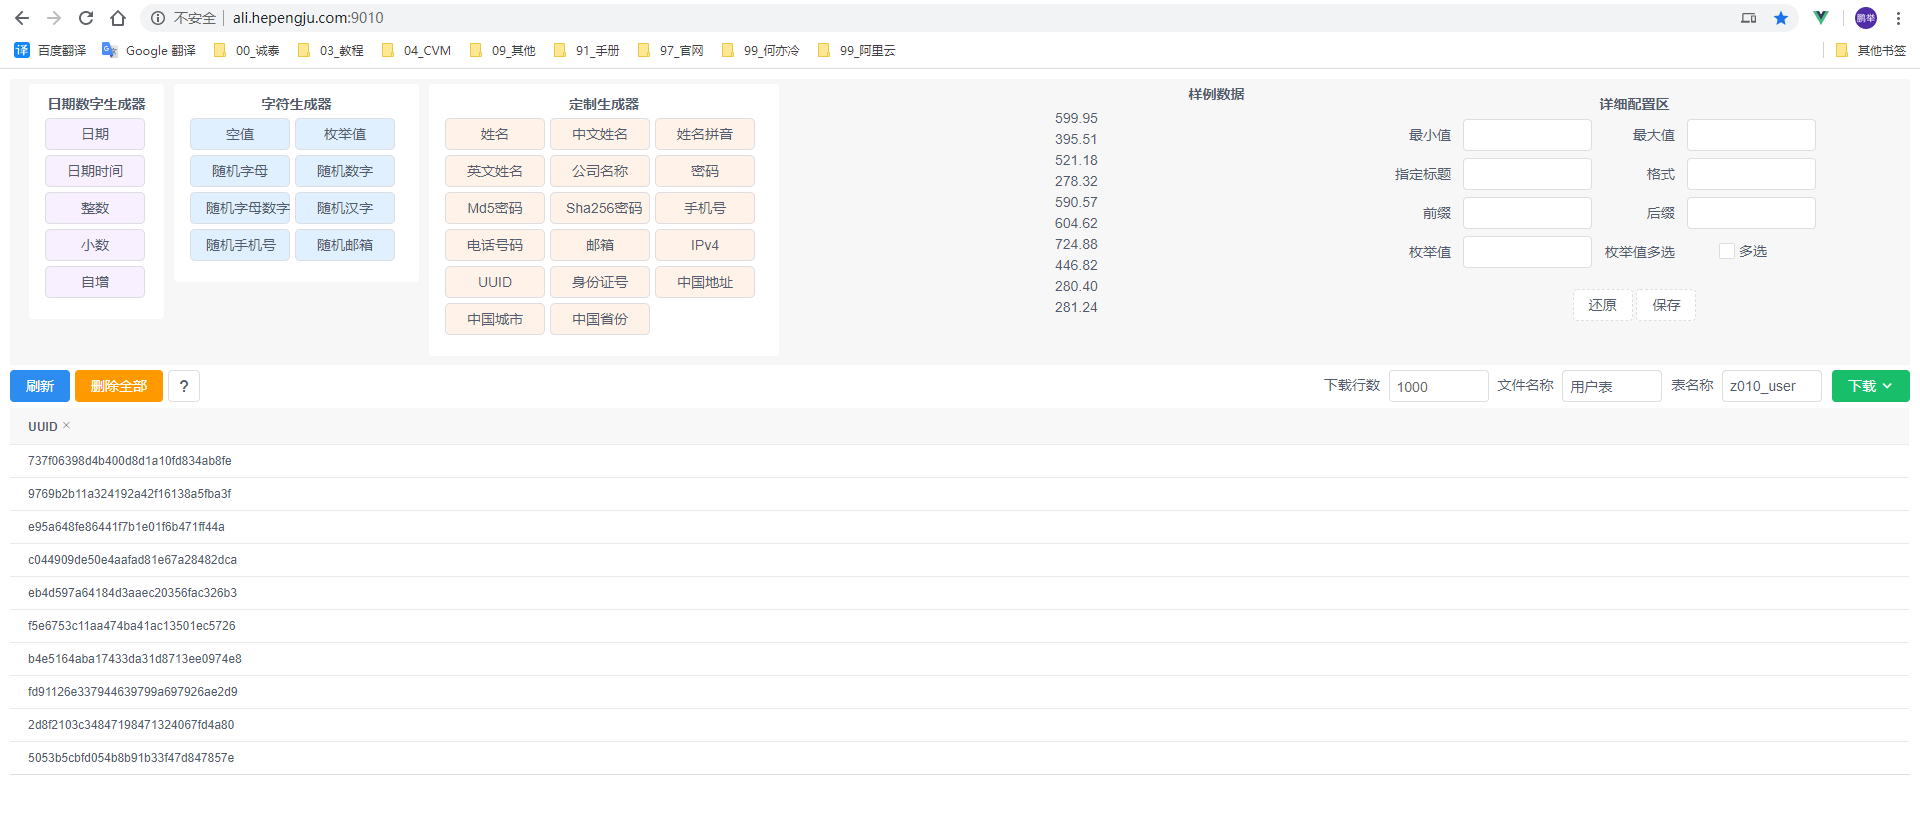 不安全 ali.hepengju.com:9010 鹏举
百度翻译 Google 翻译 00_诚泰 03_教程 04_CVM 09_其他 91_手册 97_官网 99_何亦冷 99_阿里云 其他书签
日期数字生成器
日期
日期时间
整数
小数
自增
字符生成器
空值 枚举值
随机字母 随机数字
随机字母数字 随机汉字
随机手机号 随机邮箱
定制生成器
姓名 中文姓名 姓名拼音
英文姓名 公司名称 密码
Md5密码 Sha256密码 手机号
电话号码 邮箱 IPv4
UUID 身份证号 中国地址
中国城市 中国省份
样例数据
599.95
395.51
521.18
278.32
590.57
604.62
724.88
446.82
280.40
281.24
详细配置区
最小值 最大值
指定标题 格式
前缀 后缀
枚举值 枚举值多选 多选
还原 保存
刷新 删除全部 ? 下载行数 1000 文件名称 用户表 表名称 z010_user 下载
UUID
737f06398d4b400d8d1a10fd834ab8fe
9769b2b11a324192a42f16138a5fba3f
e95a648fe86441f7b1e01f6b471ff44a
c044909de50e4aafad81e67a28482dca
eb4d597a64184d3aaec20356fac326b3
f5e6753c11aa474ba41ac13501ec5726
b4e5164aba17433da31d8713ee0974e8
fd91126e337944639799a697926ae2d9
2d8f2103c34847198471324067fd4a80
5053b5cbfd054b8b91b33f47d847857e